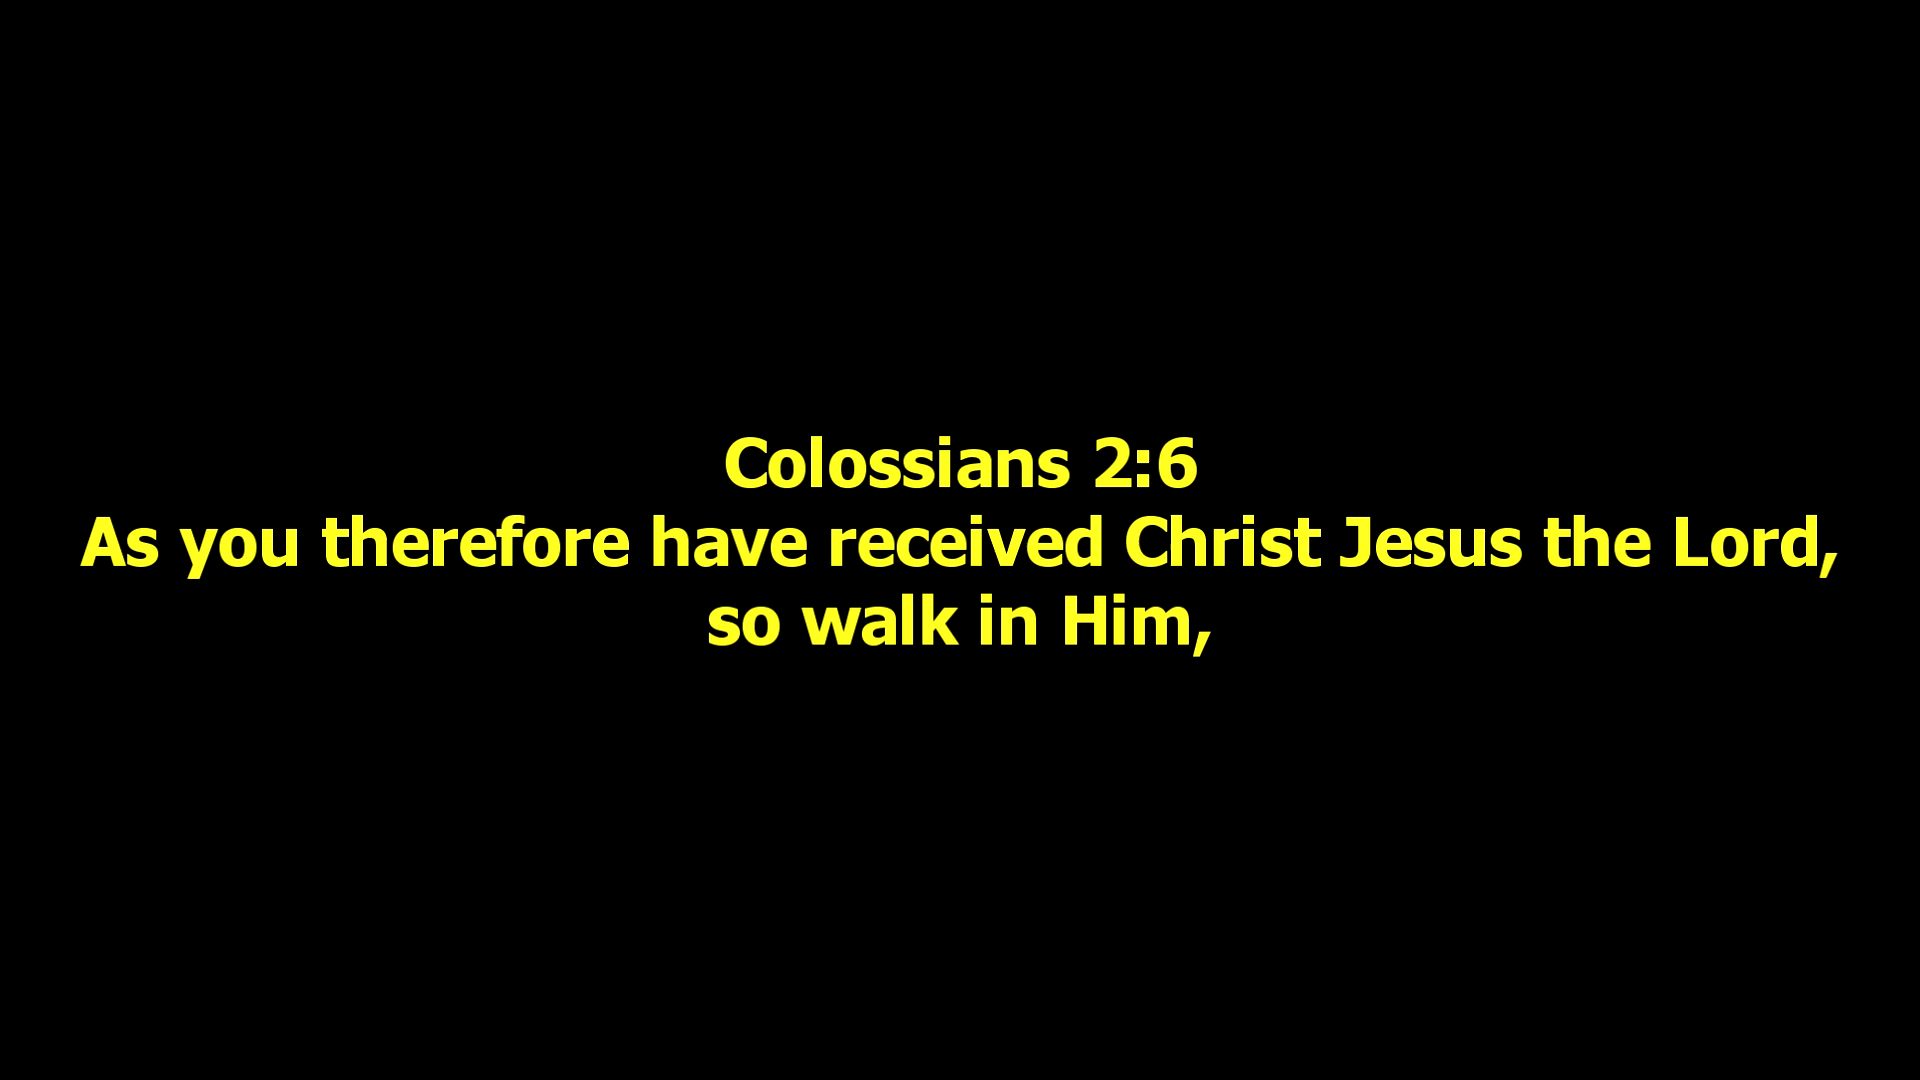 Colossians 2:6
As you therefore have received Christ Jesus the Lord,
so walk in Him,